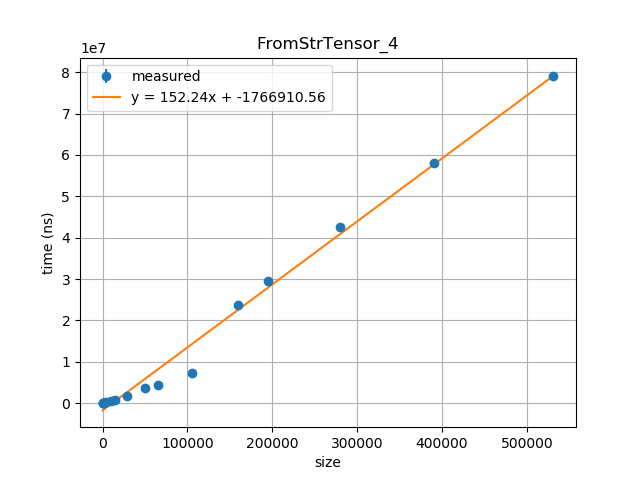 FromStrTensor_4
1e7
measured
y = 152.24x + -1766910.56
8
7
6
5
4
3
2
1
0
time (ns)
0
100000
200000
300000
400000
500000
size